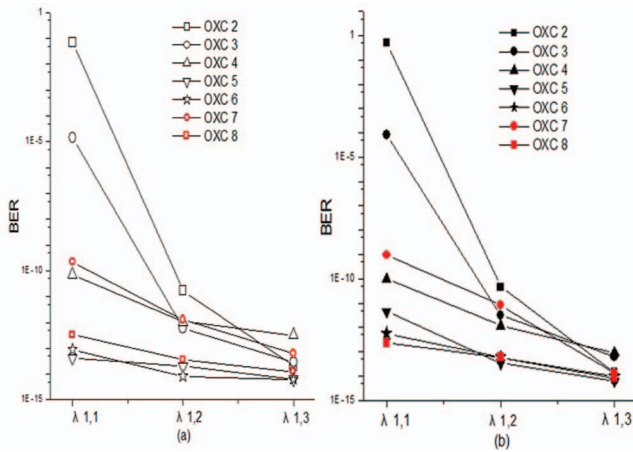 1
1E-5
1E-10
1E-15
BER
OXC 2
OXC 3
OXC 4
OXC 5
OXC 6
OXC 7
OXC 8
λ 1,1
λ 1,2
λ 1,3
(a)
1
1E-5
1E-10
1E-15
BER
OXC 2
OXC 3
OXC 4
OXC 5
OXC 6
OXC 7
OXC 8
λ 1,1
λ 1,2
λ 1,3
(b)